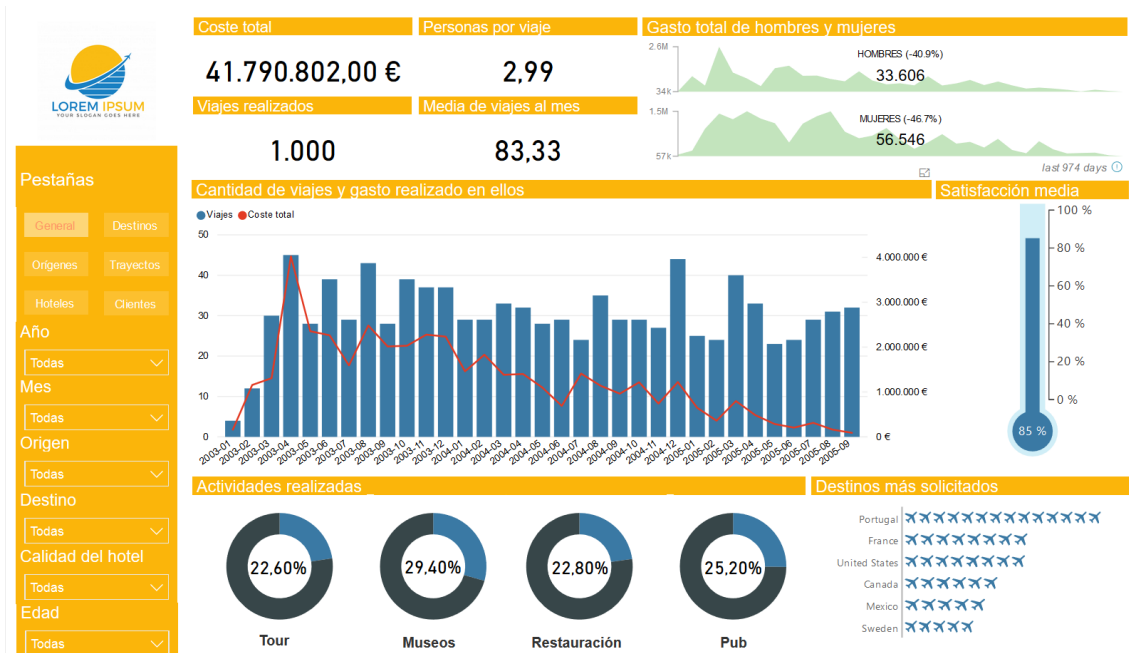 LOREM IPSUM
YOUR SLOGAN GOES HERE
Pestañas
General
Destinos
Orígenes
Trayectos
Hoteles
Clientes
Año
Todas
Mes
Todas
Origen
Todas
Destino
Todas
Calidad del hotel
Todas
Edad
Todas
Coste total
41.790.802,00 €
Personas por viaje
2,99
Viajes realizados
1.000
Media de viajes al mes
83,33
Gasto total de hombres y mujeres
2.6M
34k
HOMBRES (-40.9%)
33.606
1.5M
57k
MUJERES (-46.7%)
56.546
last 974 days
Cantidad de viajes y gasto realizado en ellos
Viajes
Coste total
50
40
30
20
10
0
4.000.000 €
3.000.000 €
2.000.000 €
1.000.000 €
0 €
2003-01
2003-02
2003-03
2003-04
2003-05
2003-06
2003-07
2003-08
2003-09
2003-10
2003-11
2003-12
2004-01
2004-02
2004-03
2004-04
2004-05
2004-06
2004-07
2004-08
2004-09
2004-10
2004-11
2004-12
2005-01
2005-02
2005-03
2005-04
2005-05
2005-06
2005-07
2005-08
2005-09
Satisfacción media
100 %
80 %
60 %
40 %
20 %
0 %
85 %
Actividades realizadas
22,60%
Tour
29,40%
Museos
22,80%
Restauración
25,20%
Pub
Destinos más solicitados
Portugal
France
United States
Canada
Mexico
Sweden